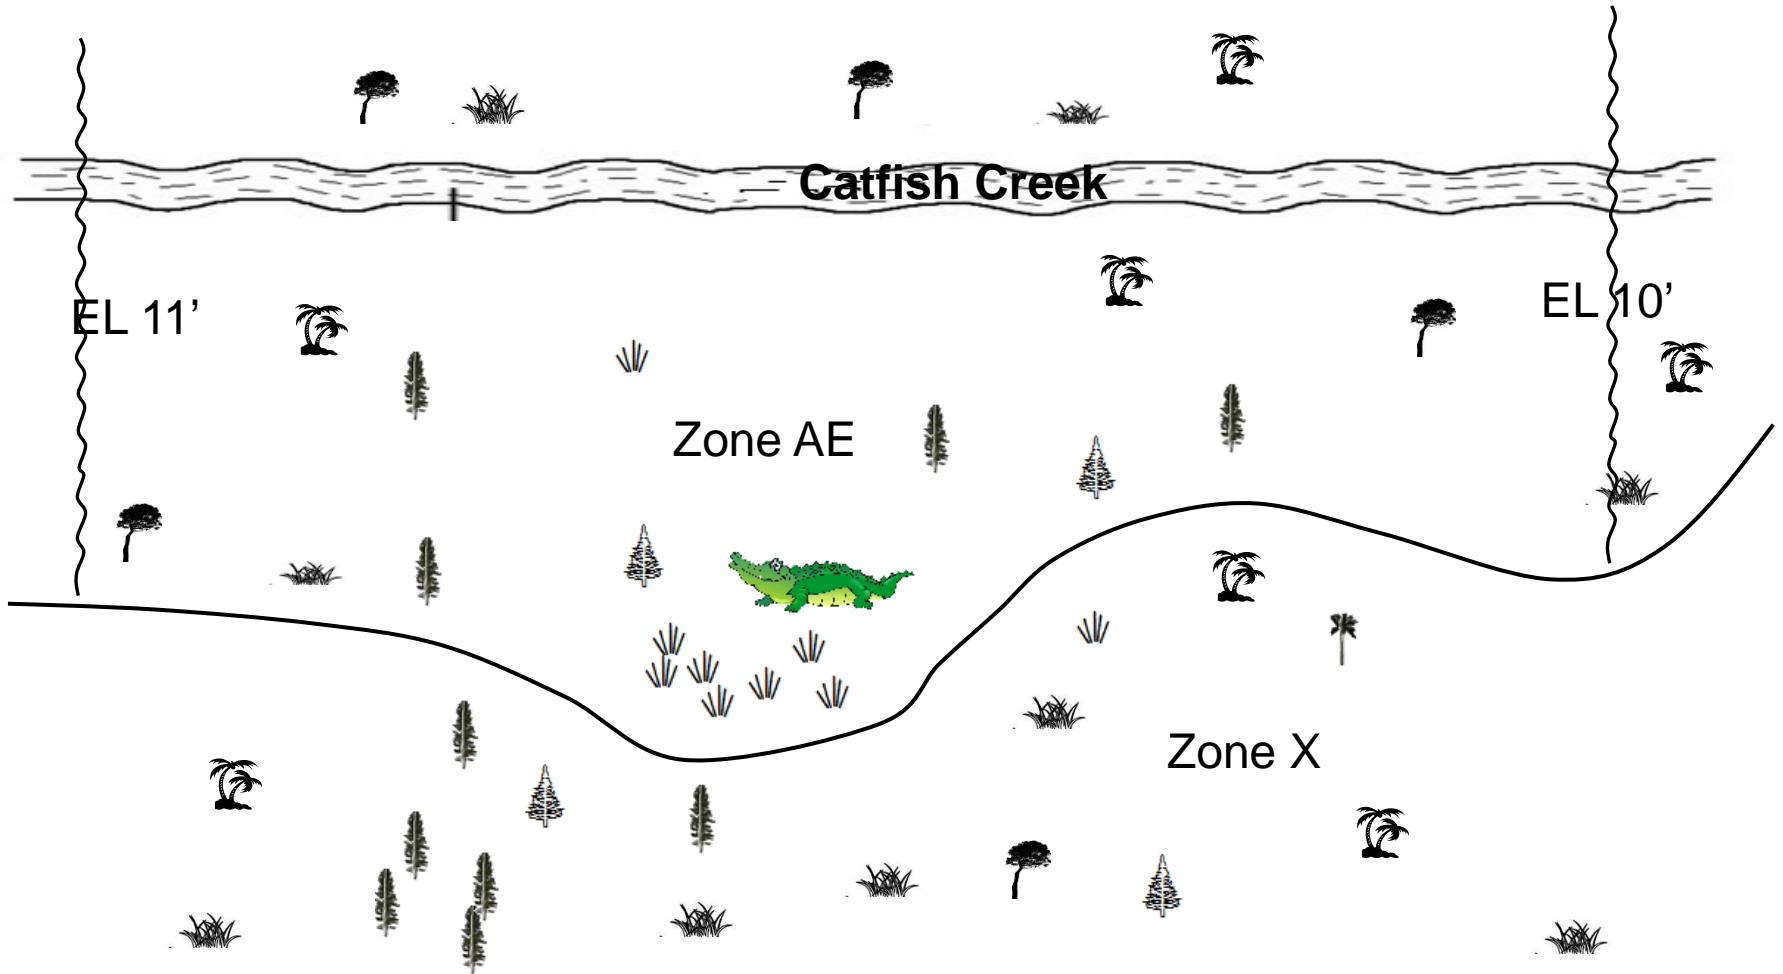 Catfish Creek
EL 11’
EL 10’
Zone AE
Zone X